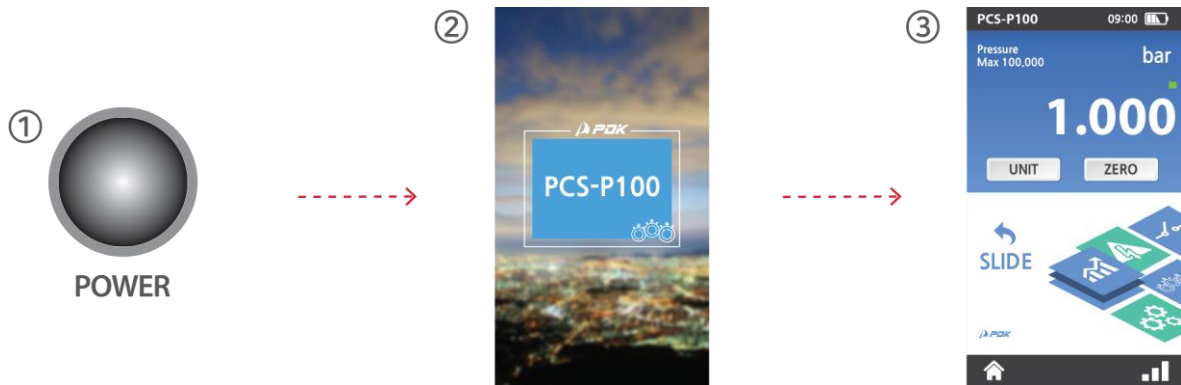 ①
POWER
②
PDK
PCS-P100
③
PCS-P100 09:00
Pressure
Max 100.000
bar
1.000
UNIT ZERO
SLIDE
PDK